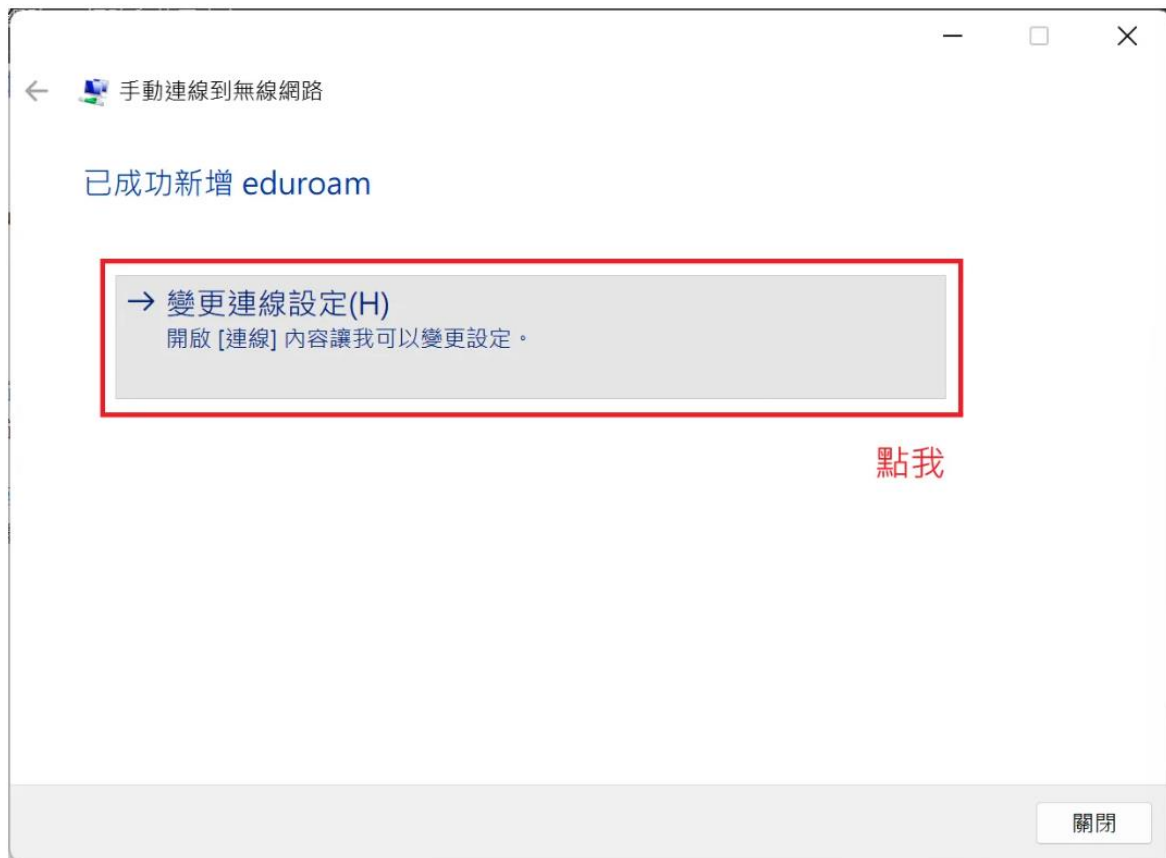 手動連線到無線網路
已成功新增 eduroam
→ 變更連線設定(H)
開啟 [連線] 內容讓我可以變更設定。
點我
關閉